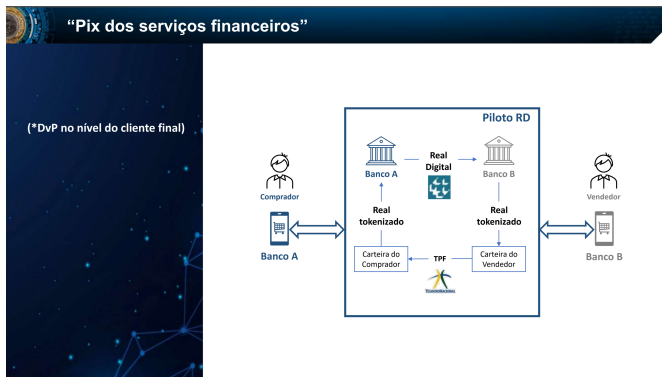 “Pix dos serviços financeiros”
(*DvP no nível do cliente final)
Piloto RD
Banco A
Real
Digital
Banco B
Comprador
Vendedor
Real
tokenizado
Real
tokenizado
Banco A
Carteira do
Comprador
TPF
Carteira do
Vendedor
Banco B
TESOURONACIONAL